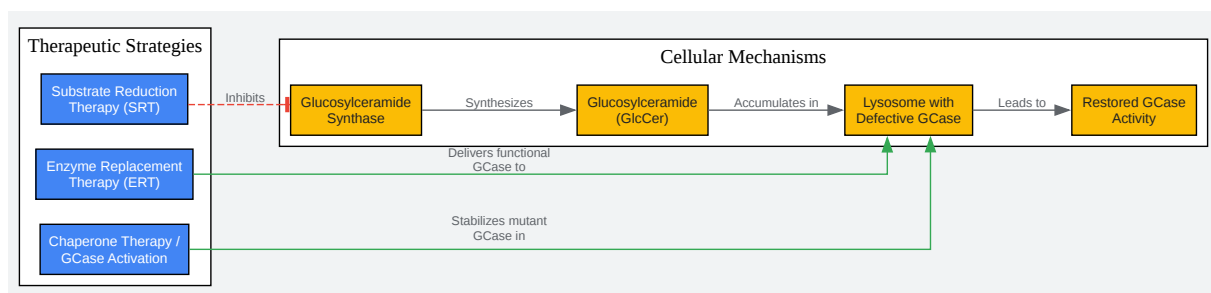 Therapeutic Strategies
Substrate Reduction
Therapy (SRT)
Enzyme Replacement
Therapy (ERT)
Chaperone Therapy /
GCase Activation
Cellular Mechanisms
Inhibits
Glucosylceramide
Synthase
Synthesizes
Glucosylceramide
(GlcCer)
Accumulates in
Lysosome with
Defective GCase
Leads to
Restored GCase
Activity
Delivers functional
GCase to
Stabilizes mutant
GCase in